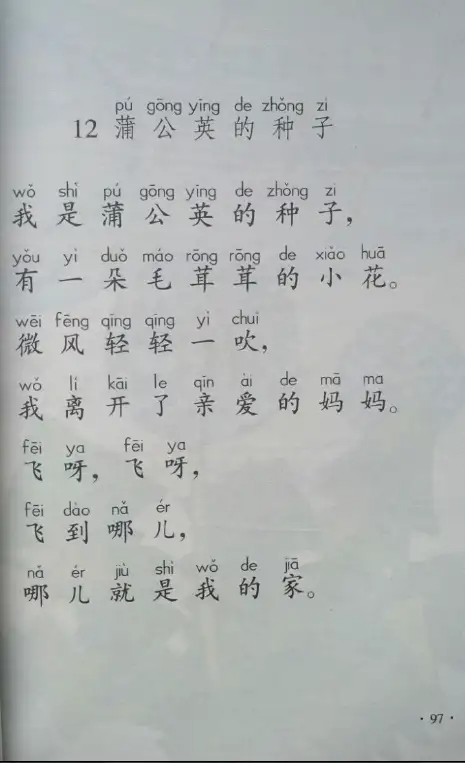 pú gōng yīng de zhǒng zi
12 蒲公英的种子
wǒ shì pú gōng yīng de zhǒng zi
我是蒲公英的种子，
yǒu yì duǒ máo rōng rōng de xiǎo huā
有一朵毛茸茸的小花。
wēi fēng qīng qīng yì chuī
微风轻轻一吹，
wǒ lí kāi le qīn ài de mā ma
我离开了亲爱的妈妈。
fēi ya fēi ya
飞呀，飞呀，
fēi dào nǎ ér
飞到哪儿，
nǎ ér jiù shì wǒ de jiā
哪儿就是我的家。
·97·